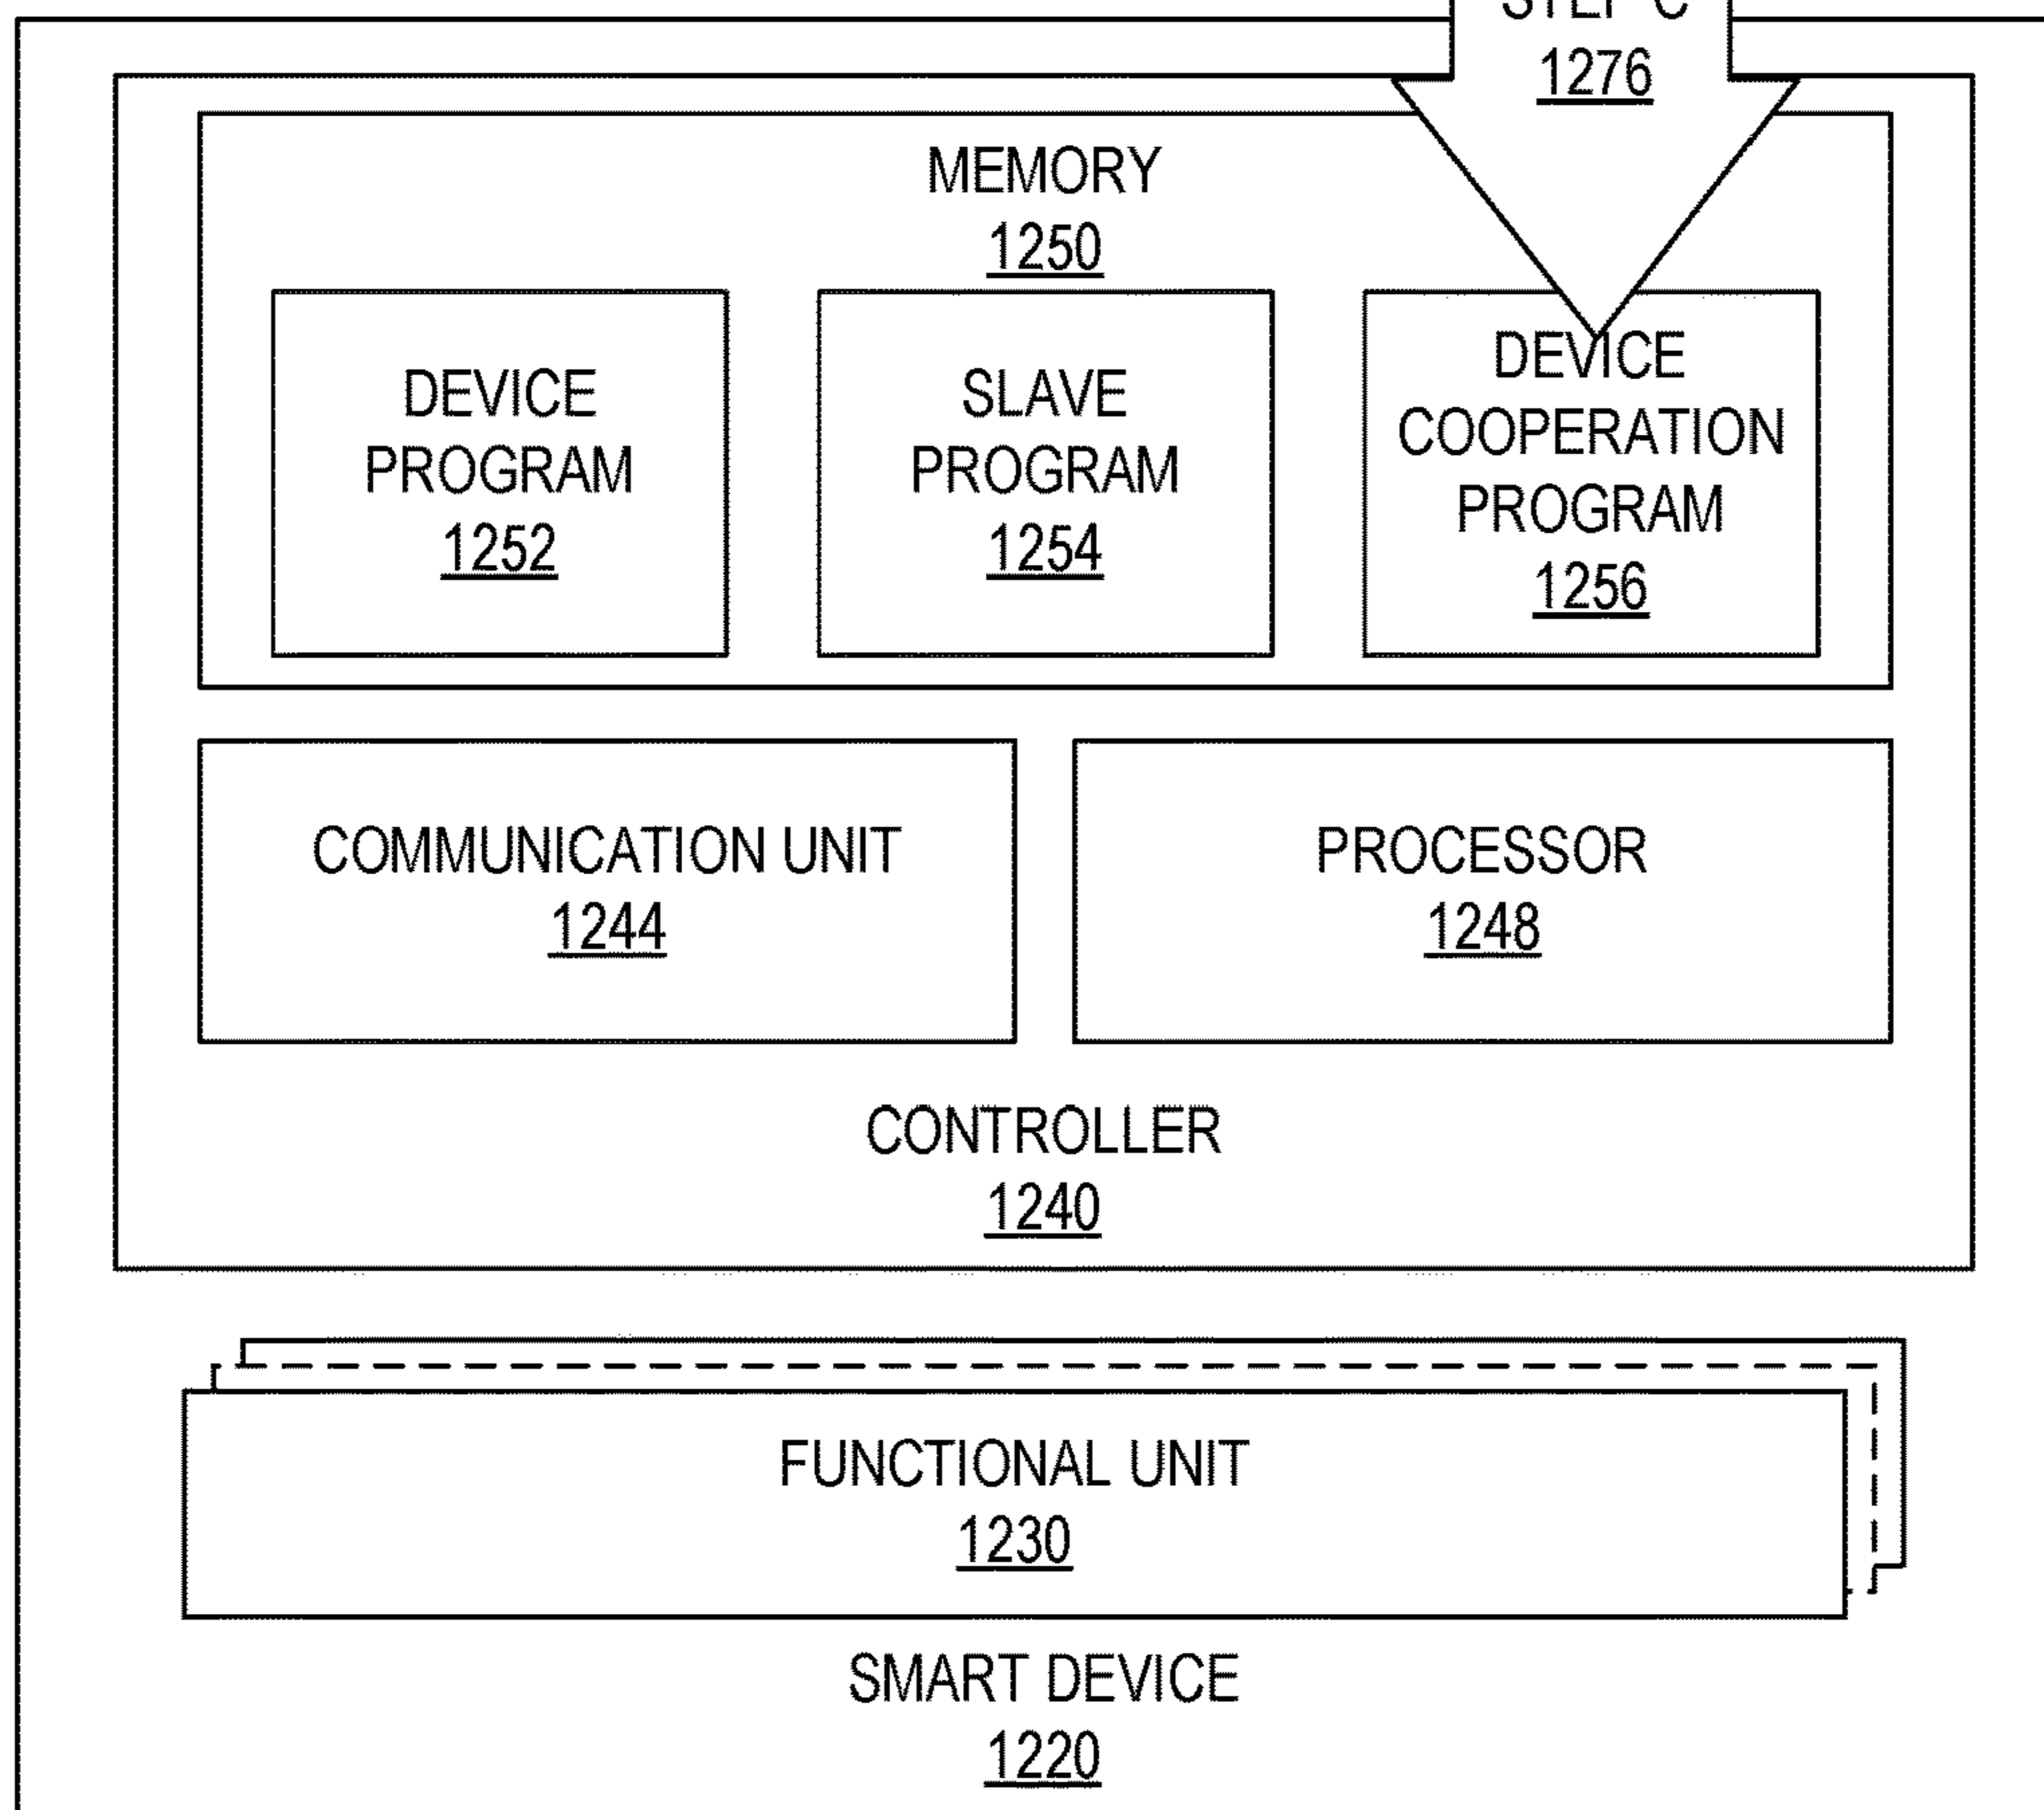 STEP C
1276
MEMORY
1250
DEVICE
PROGRAM
1252
SLAVE
PROGRAM
1254
DEVICE
COOPERATION
PROGRAM
1256
COMMUNICATION UNIT
1244
PROCESSOR
1248
CONTROLLER
1240
FUNCTIONAL UNIT
1230
SMART DEVICE
1220